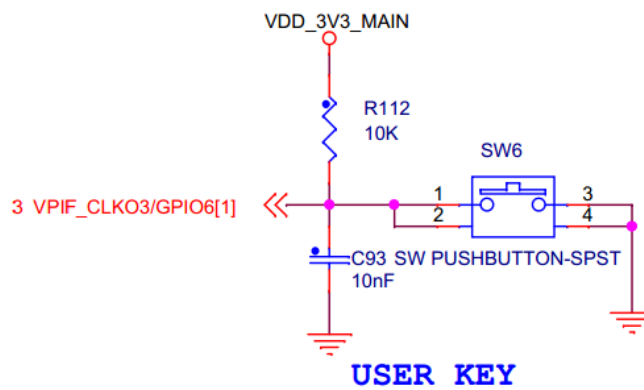 VDD_3V3_MAIN
R112
10K
SW6
3 VPIF_CLKO3/GPIO6[1]
1
3
2
4
C93 SW PUSHBUTTON-SPST
10nF
USER KEY